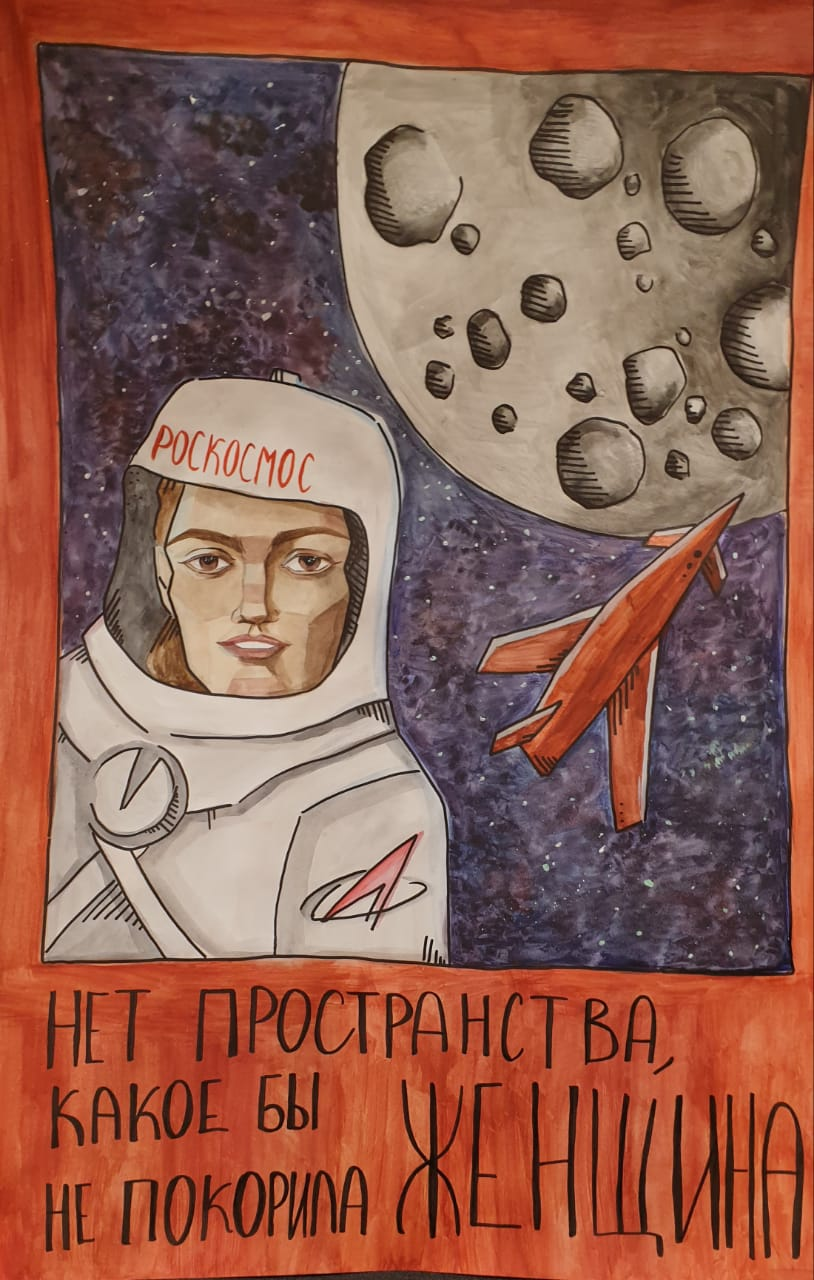 РОСКОСМОС
НЕТ ПРОСТРАНСТВА,
КАКОЕ БЫ
НЕ ПОКОРИЛА ЖЕНЩИНА